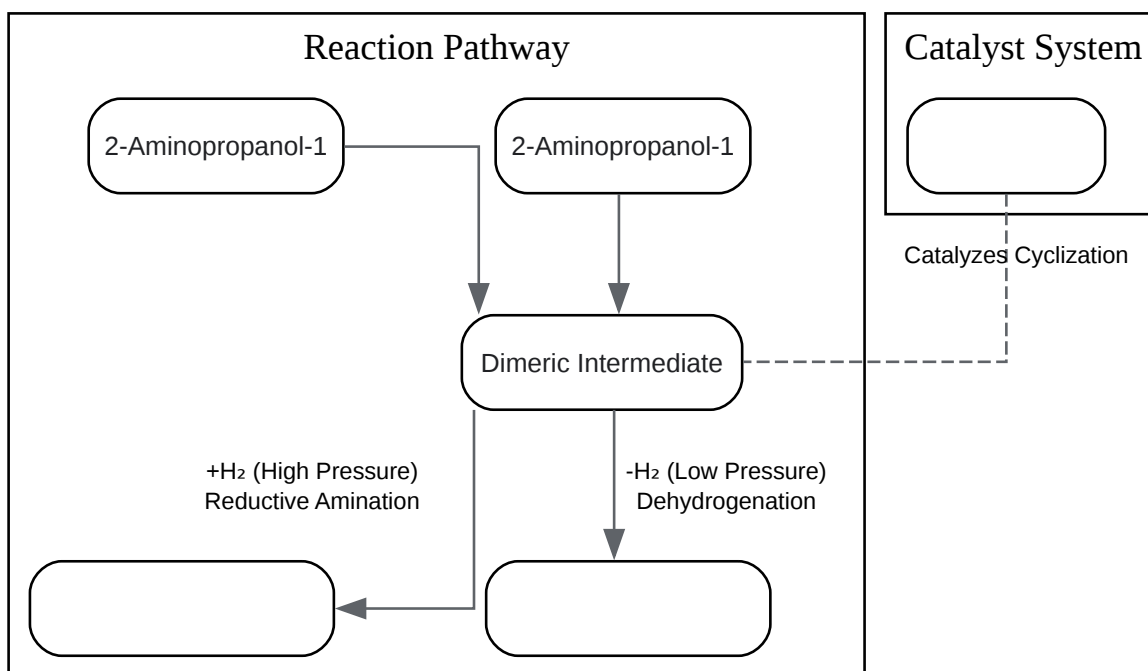 Reaction Pathway
Catalyst System
2-Aminopropanol-1
2-Aminopropanol-1
Catalyzes Cyclization
Dimeric Intermediate
+H₂ (High Pressure)
Reductive Amination
-H₂ (Low Pressure)
Dehydrogenation